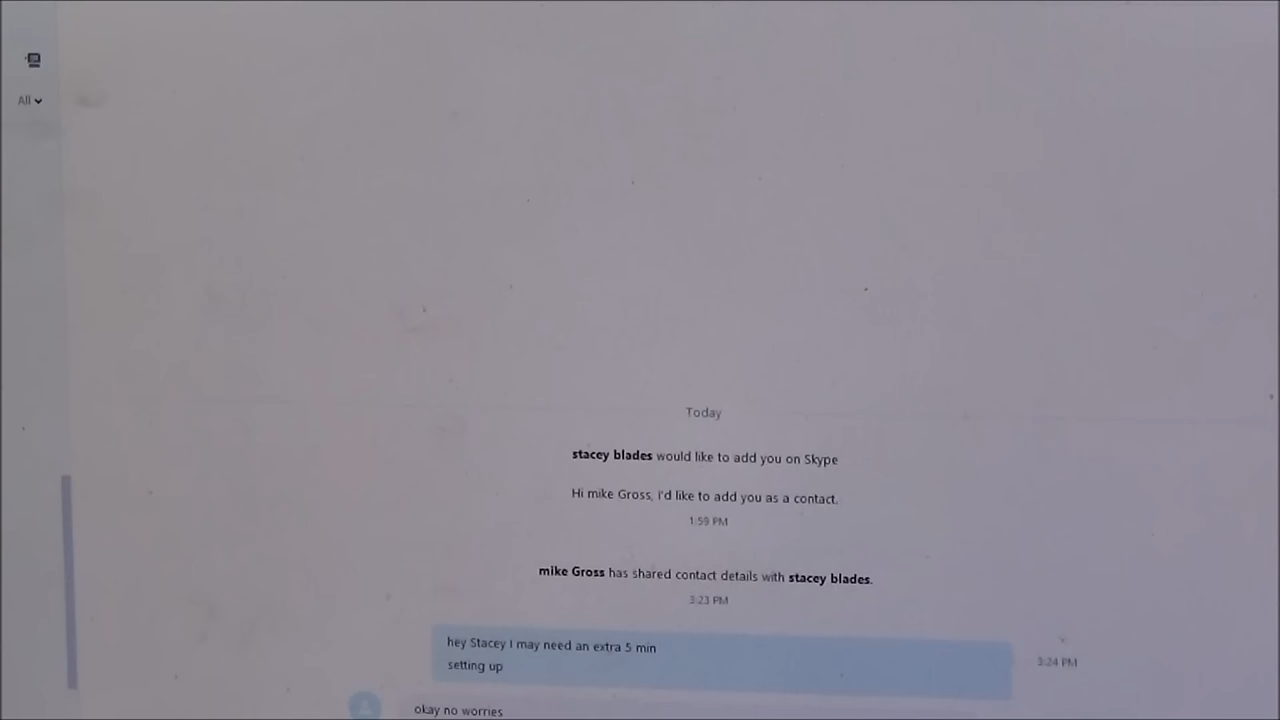 All
Today
stacey blades would like to add you on Skype
Hi mike Gross, i'd like to add you as a contact.
1:59 PM
mike Gross has shared contact details with stacey blades.
3:23 PM
hey Stacey I may need an extra 5 min
setting up
3:24 PM
okay no worries